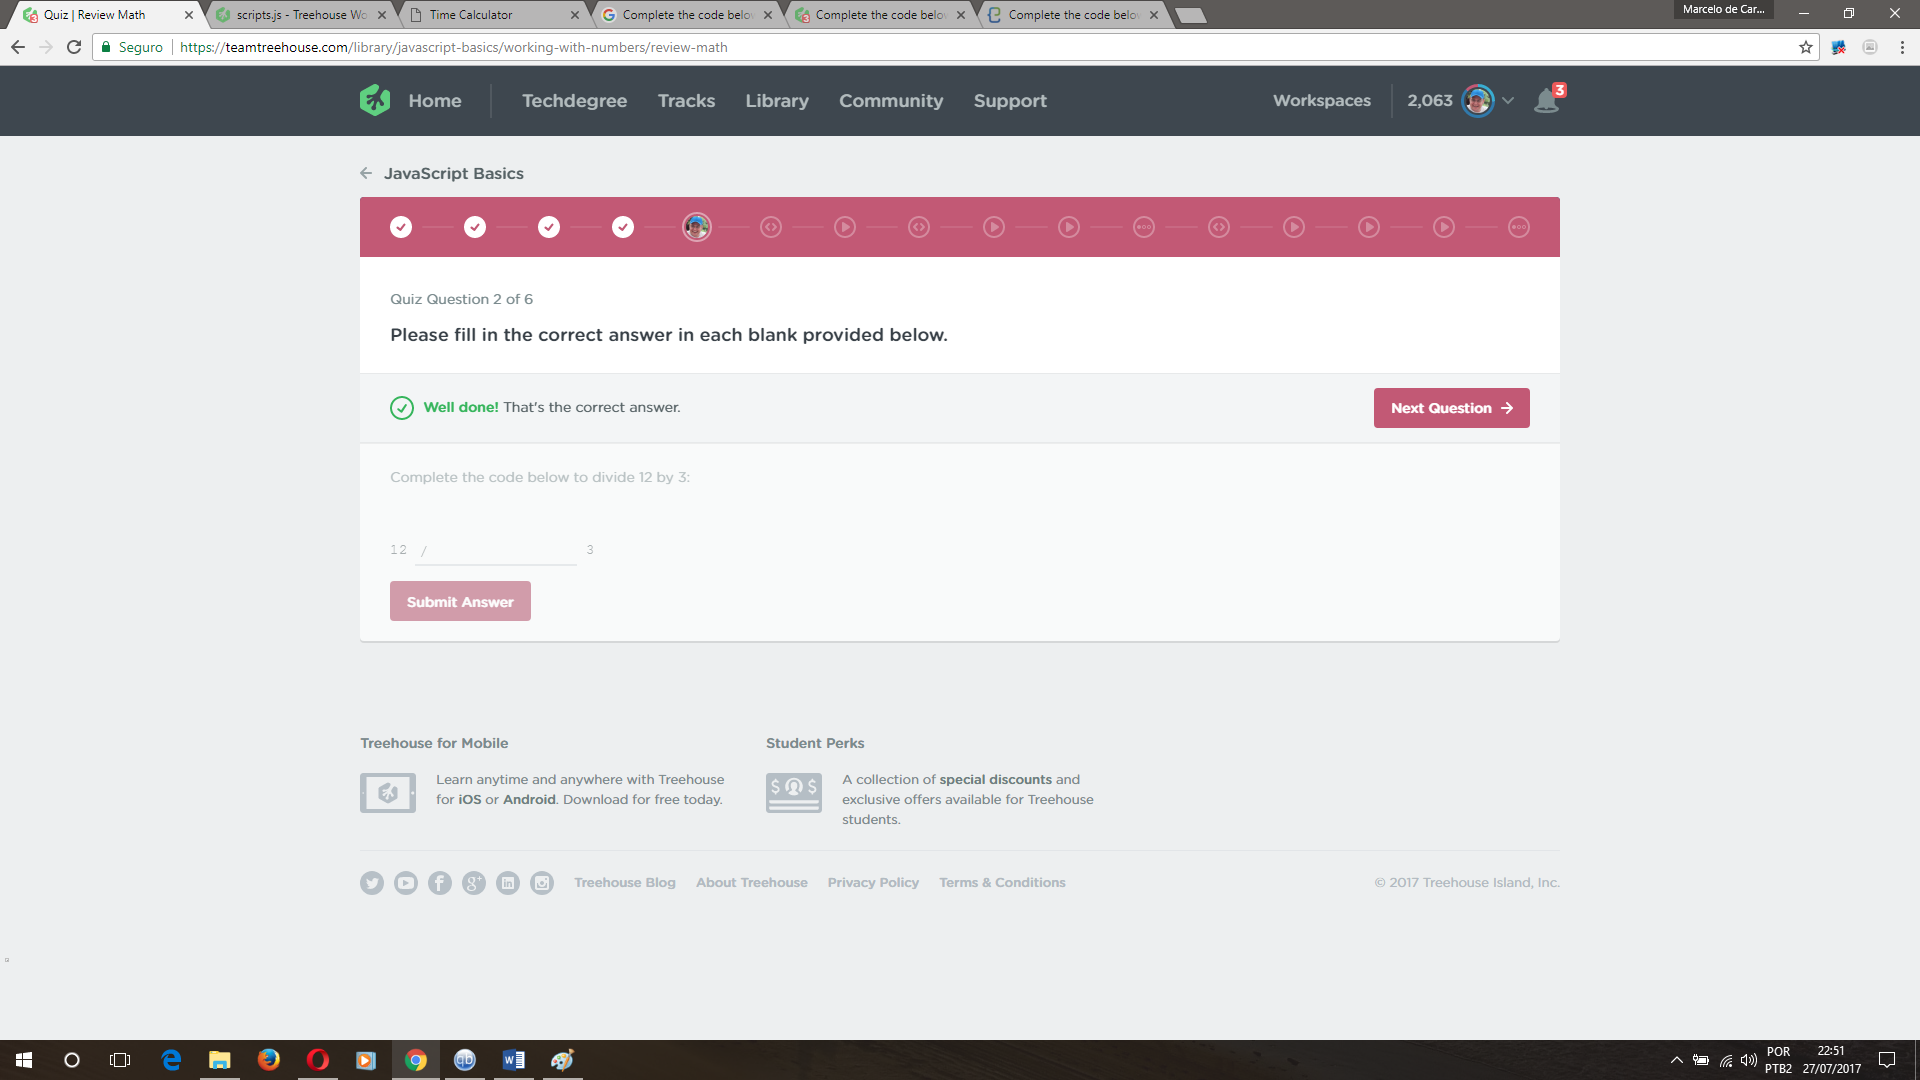 Quiz | Review Math
scripts.js - Treehouse Wo
Time Calculator
Complete the code belo
Complete the code belo
Complete the code belo
Marcelo de Car...
Seguro
https://teamtreehouse.com/library/javascript-basics/working-with-numbers/review-math
Home
Techdegree
Tracks
Library
Community
Support
Workspaces
2,063
3
JavaScript Basics
Quiz Question 2 of 6
Please fill in the correct answer in each blank provided below.
Well done! That's the correct answer.
Next Question
Complete the code below to divide 12 by 3:
12 / 3
Submit Answer
Treehouse for Mobile
Learn anytime and anywhere with Treehouse
for iOS or Android. Download for free today.
Student Perks
A collection of special discounts and
exclusive offers available for Treehouse
students.
Treehouse Blog
About Treehouse
Privacy Policy
Terms & Conditions
© 2017 Treehouse Island, Inc.
POR
PTB2
22:51
27/07/2017